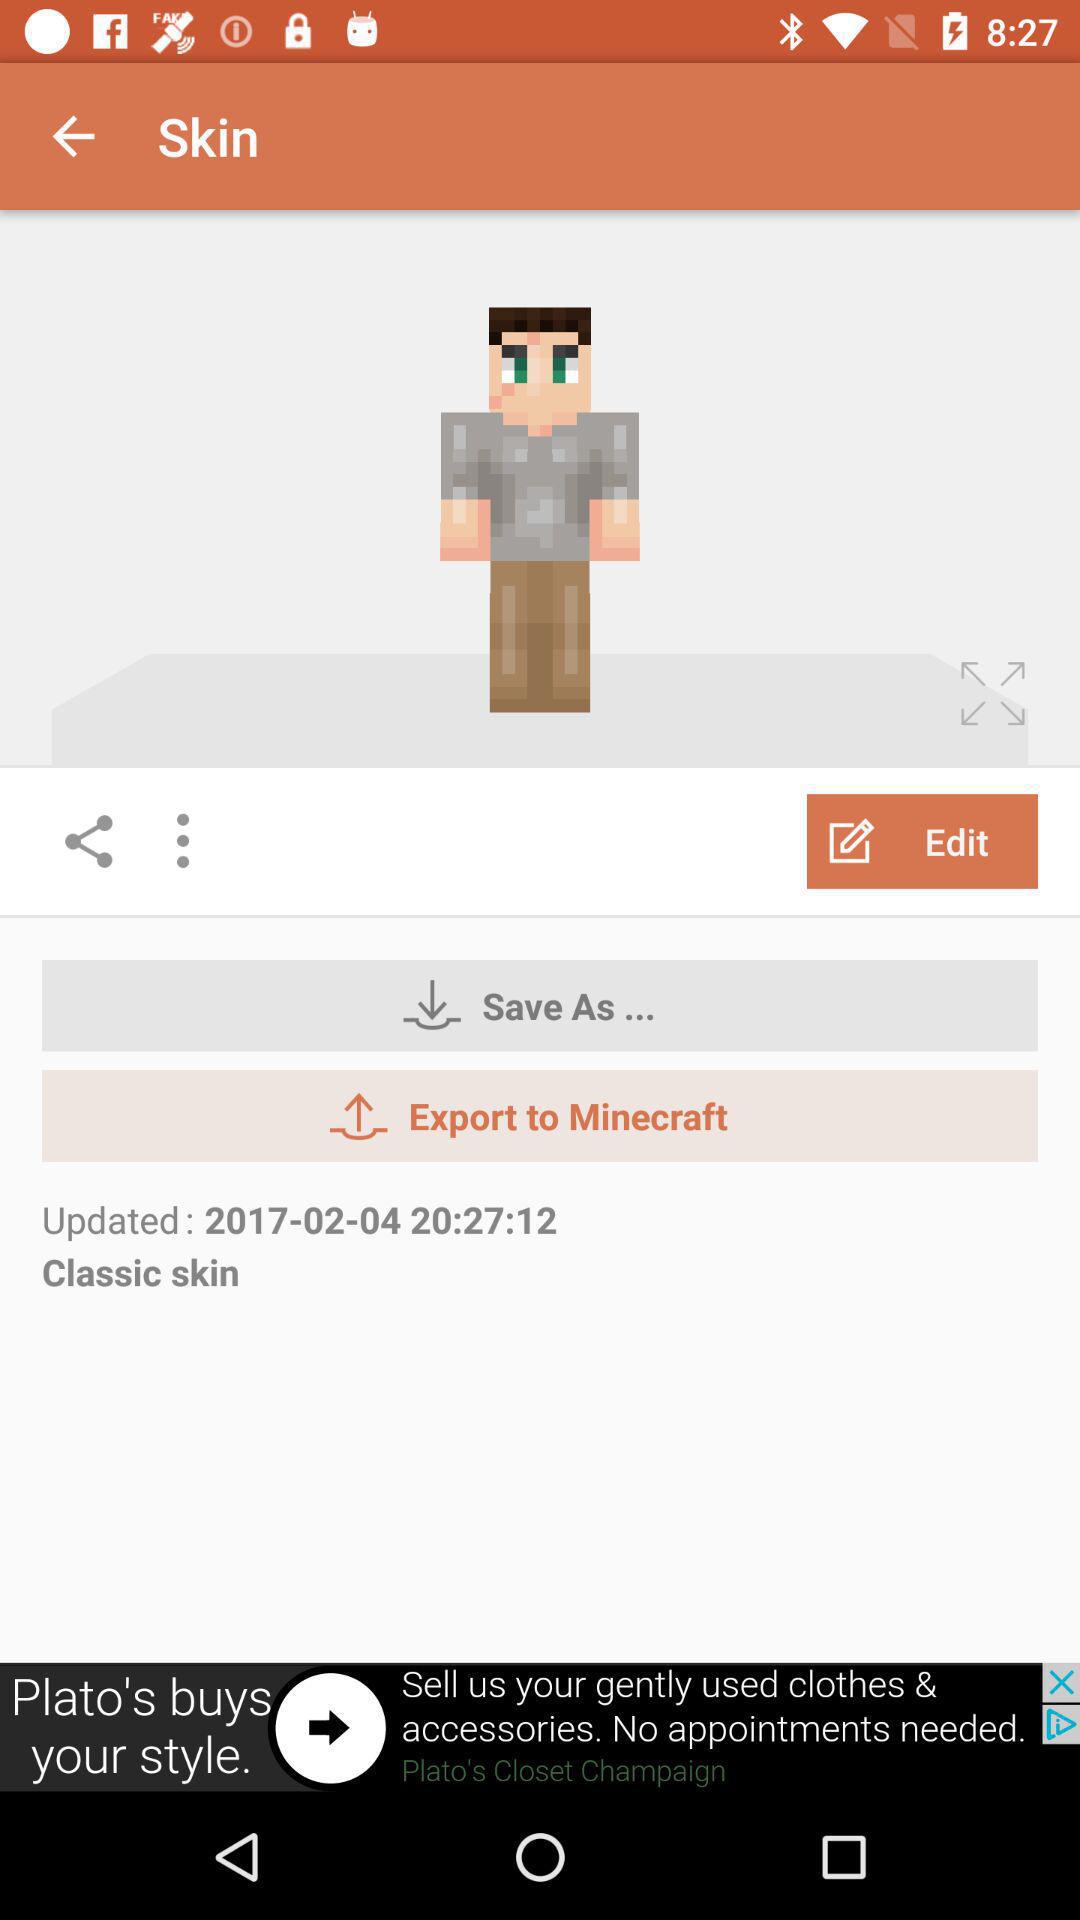 FAKE
8:27
Skin
Edit
Save As ...
Export to Minecraft
Updated : 2017-02-04 20:27:12
Classic skin
Plato's buys
your style.
Sell us your gently used clothes &
accessories. No appointments needed.
Plato's Closet Champaign